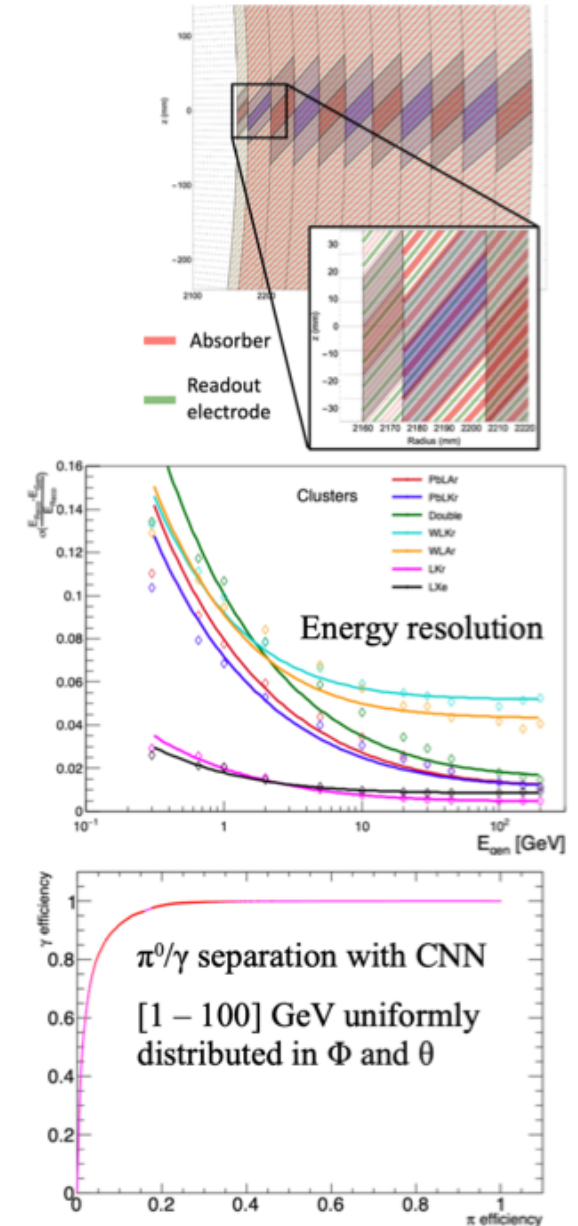 100
0
−100
−200
z (mm)
2100
2200
30
20
10
0
−10
−20
−30
z (mm)
2160 2170 2180 2190 2200 2210 2220
Radius (mm)
Absorber
Readout
electrode
0.16
0.14
0.12
0.1
0.08
0.06
0.04
0.02
0
Clusters
PbLAr
PbLKr
Double
WLKr
WLAr
LKr
LXe
Energy resolution
10⁻¹ 1 10 10²
E_gen [GeV]
γ efficiency
1
0.8
0.6
0.4
0.2
0
π⁰/γ separation with CNN
[1 – 100] GeV uniformly
distributed in Φ and θ
0 0.2 0.4 0.6 0.8 1
π efficiency